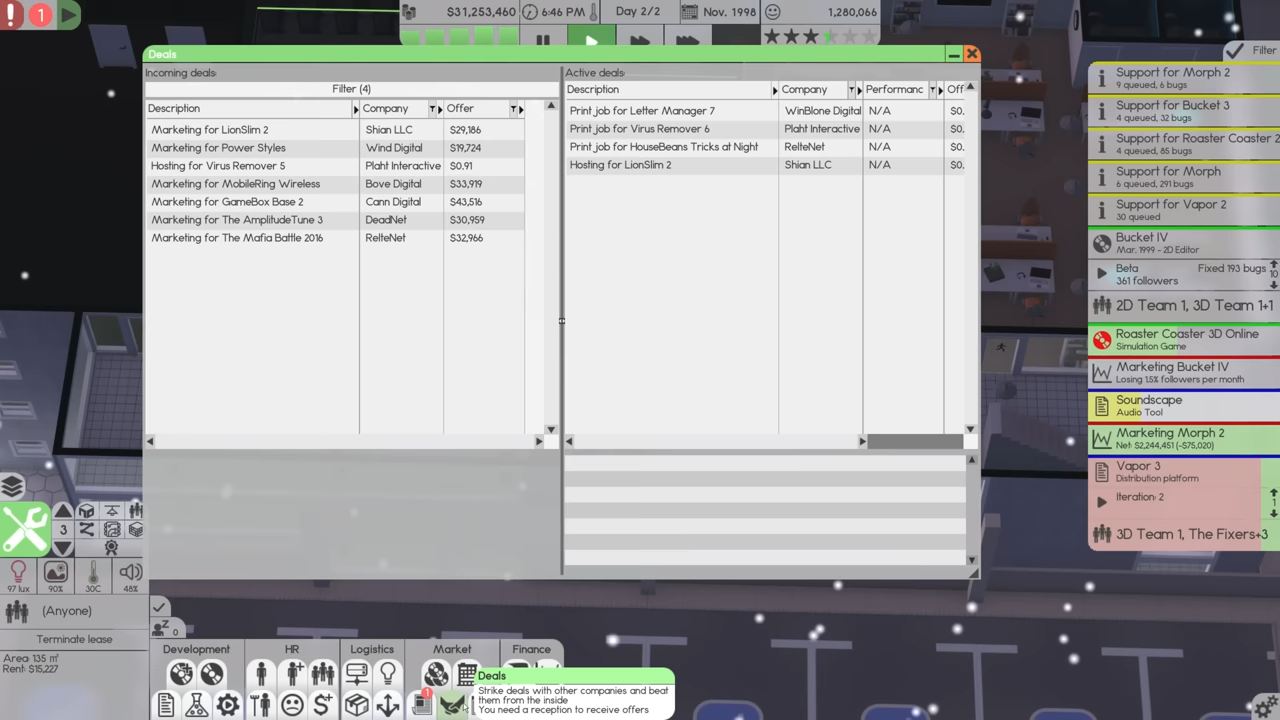 1
$31,253,460
6:46 PM
Day 2/2
Nov. 1998
1,280,066
Deals
Incoming deals:
Filter (4)
Description
Company
Offer
Marketing for LionSlim 2
Shian LLC
$29,186
Marketing for Power Styles
Wind Digital
$19,724
Hosting for Virus Remover 5
Plaht Interactive
$0.91
Marketing for MobileRing Wireless
Bove Digital
$33,919
Marketing for GameBox Base 2
Cann Digital
$43,516
Marketing for The AmplitudeTune 3
DeadNet
$30,959
Marketing for The Mafia Battle 2016
RelteNet
$32,966
Active deals:
Description
Company
Performanc
Off
Print job for Letter Manager 7
WinBlone Digital
N/A
$0.
Print job for Virus Remover 6
Plaht Interactive
N/A
$0.
Print job for HouseBeans Tricks at Night
RelteNet
N/A
$0.
Hosting for LionSlim 2
Shian LLC
N/A
$0.
Filter
Support for Morph 2
9 queued, 6 bugs
Support for Bucket 3
4 queued, 32 bugs
Support for Roaster Coaster 2
4 queued, 85 bugs
Support for Morph
6 queued, 291 bugs
Support for Vapor 2
30 queued
Bucket IV
Mar. 1999 - 2D Editor
Beta
Fixed 193 bugs
361 followers
10
2D Team 1, 3D Team 1+1
Roaster Coaster 3D Online
Simulation Game
Marketing Bucket IV
Losing 1.5% followers per month
Soundscape
Audio Tool
Marketing Morph 2
Net: $2,244,451 (-$75,020)
Vapor 3
Distribution platform
Iteration: 2
1
3D Team 1, The Fixers+3
3
97 lux
90%
30C
48%
(Anyone)
Terminate lease
Area: 135 m²
Rent: $15,227
Z 0
Development
HR
Logistics
Market
Finance
1
Deals
Strike deals with other companies and beat
them from the inside
You need a reception to receive offers